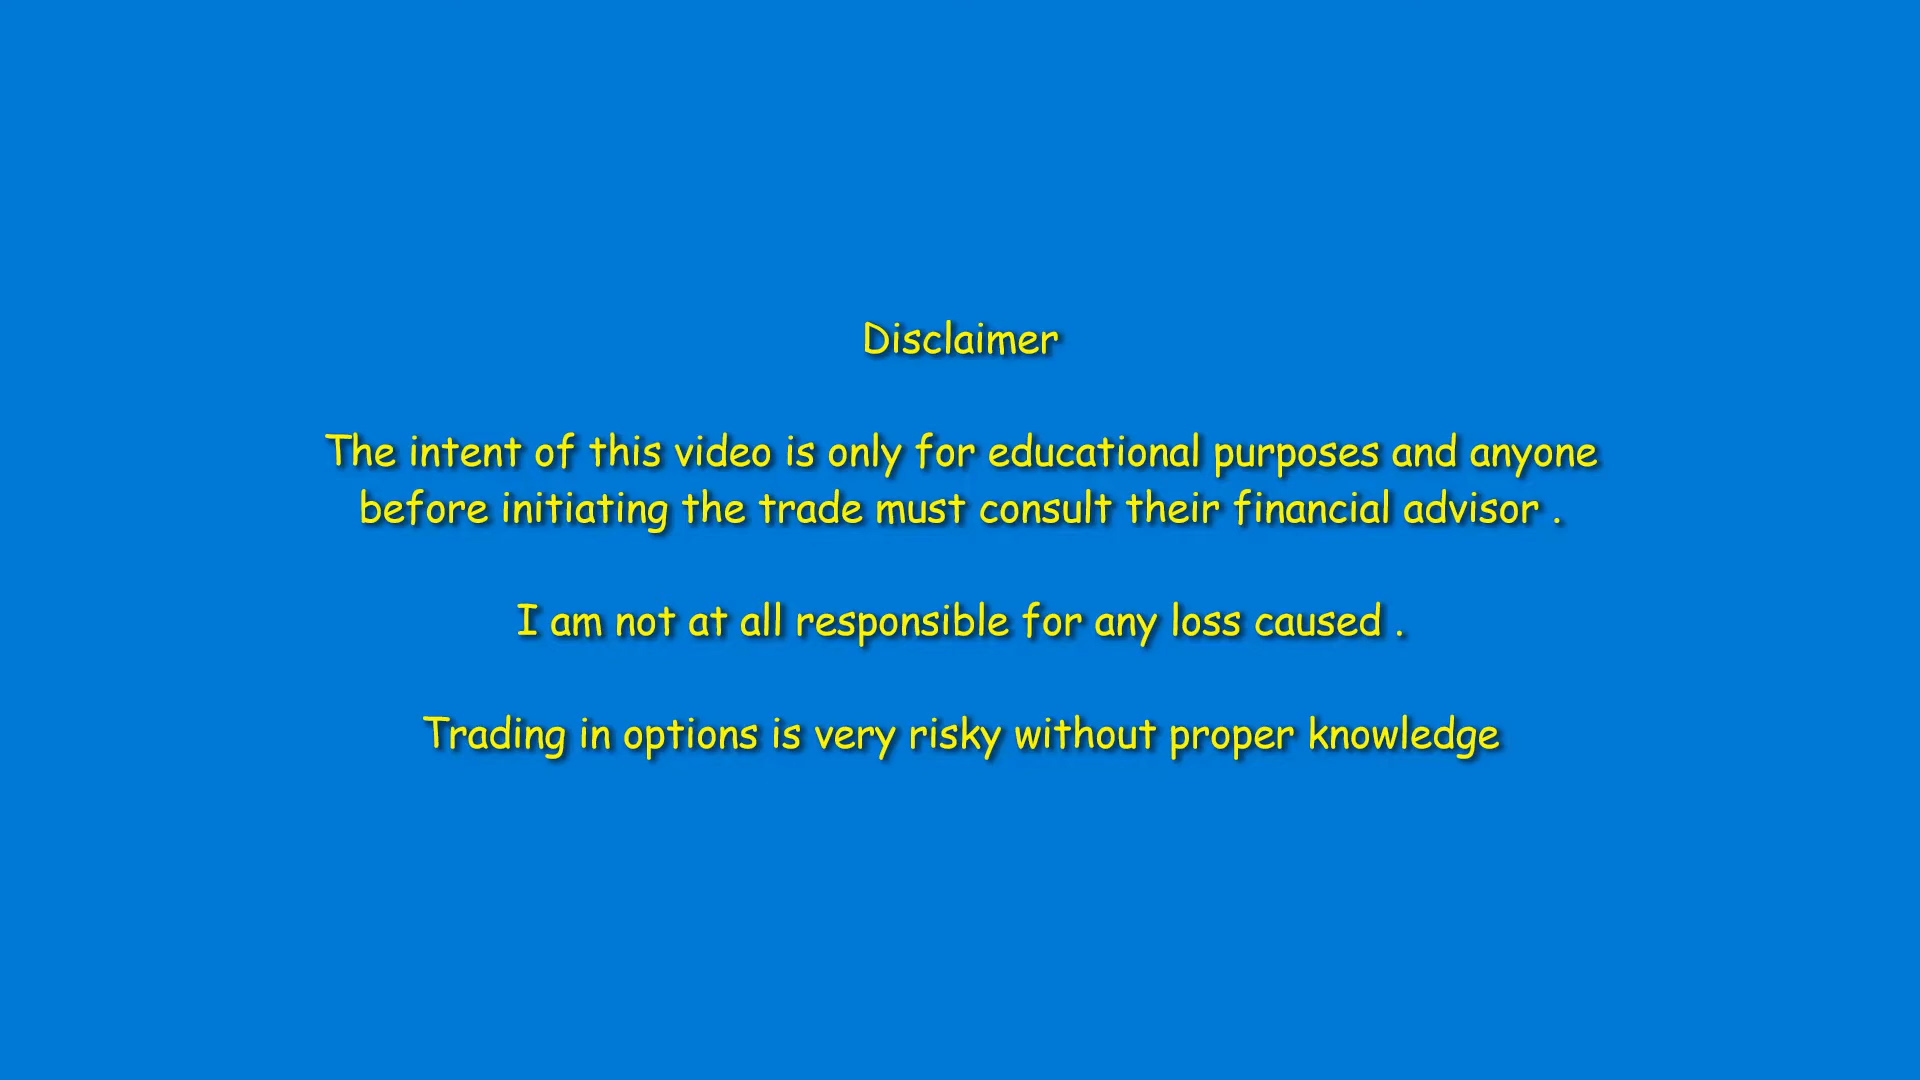 Disclaimer
The intent of this video is only for educational purposes and anyone
before initiating the trade must consult their financial advisor .
I am not at all responsible for any loss caused .
Trading in options is very risky without proper knowledge